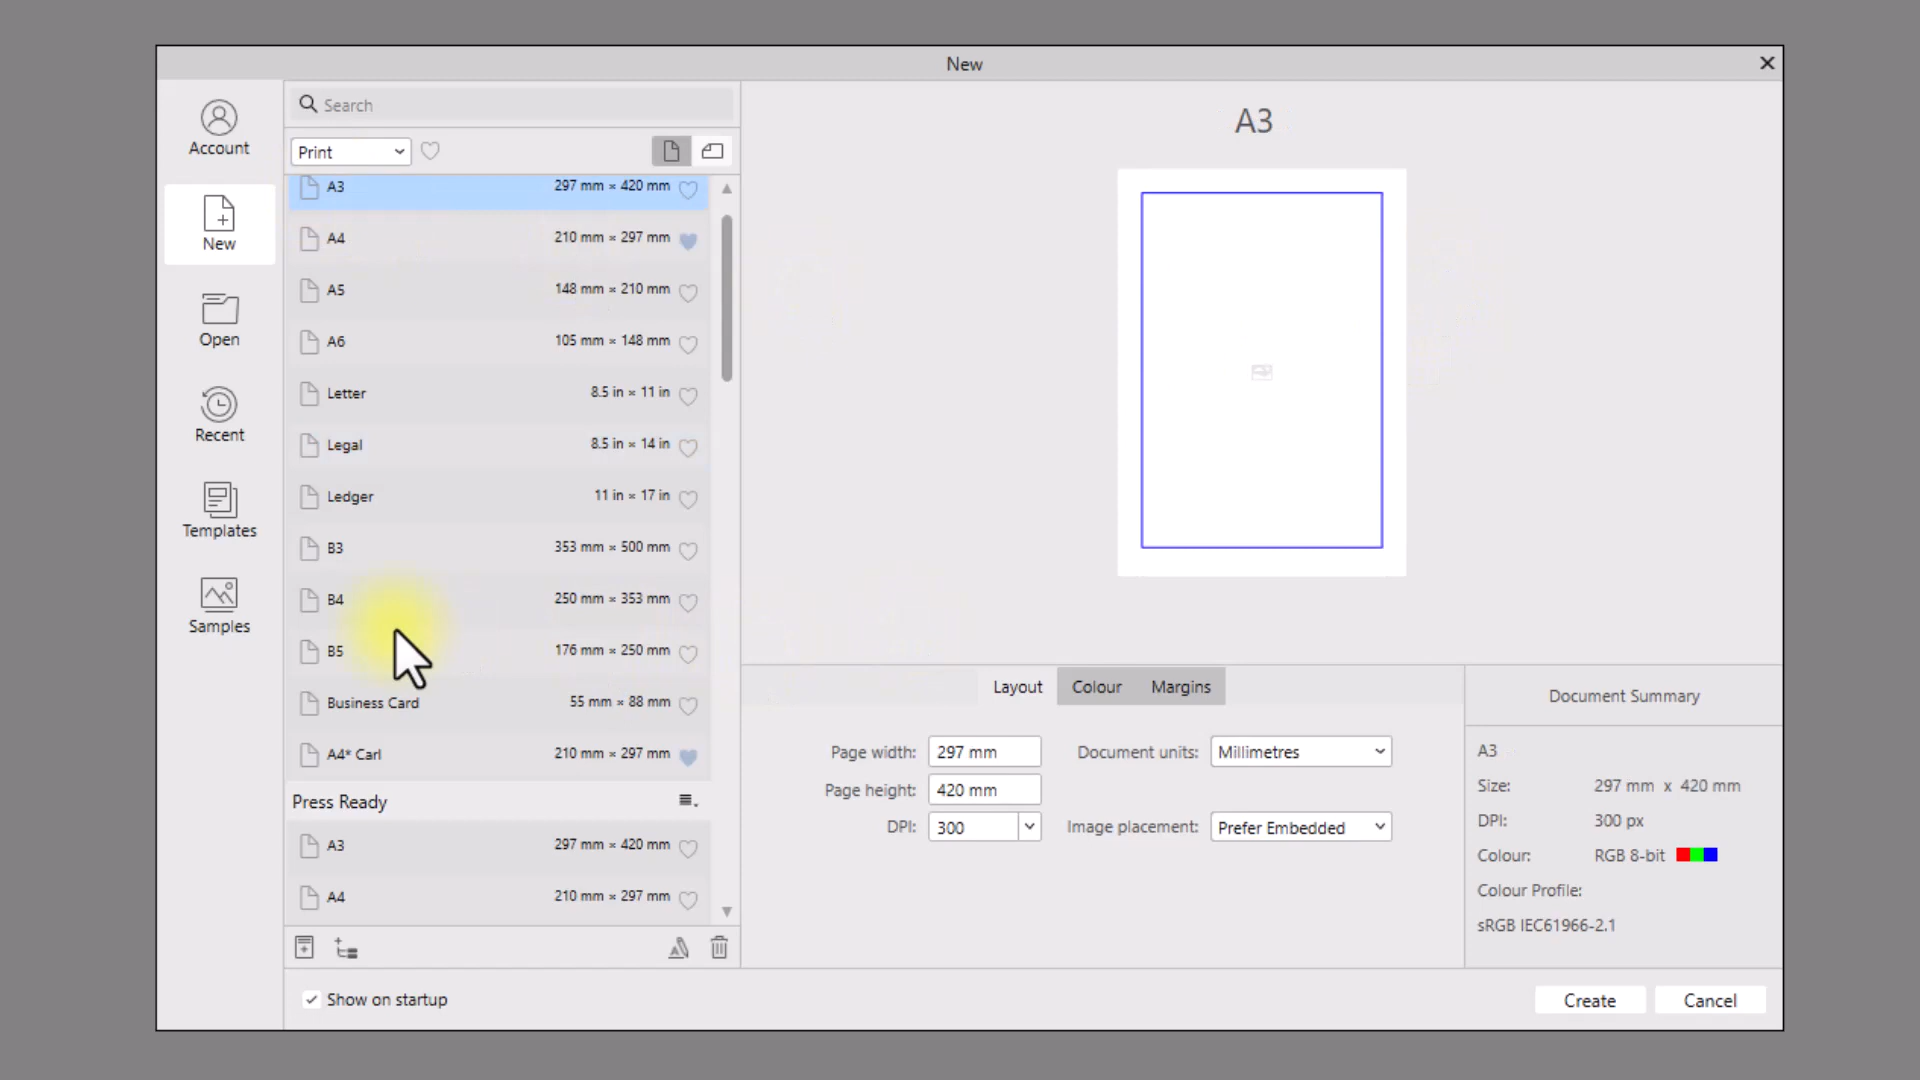 New
Account
New
Open
Recent
Templates
Samples
Search
Print
A3 297 mm × 420 mm
A4 210 mm × 297 mm
A5 148 mm × 210 mm
A6 105 mm × 148 mm
Letter 8.5 in × 11 in
Legal 8.5 in × 14 in
Ledger 11 in × 17 in
B3 353 mm × 500 mm
B4 250 mm × 353 mm
B5 176 mm × 250 mm
Business Card 55 mm × 88 mm
A4* Carl 210 mm × 297 mm
Press Ready
A3 297 mm × 420 mm
A4 210 mm × 297 mm
Show on startup
A3
Layout Colour Margins
Page width: 297 mm Document units: Millimetres
Page height: 420 mm
DPI: 300 Image placement: Prefer Embedded
Document Summary
A3
Size: 297 mm x 420 mm
DPI: 300 px
Colour: RGB 8-bit
Colour Profile:
sRGB IEC61966-2.1
Create Cancel